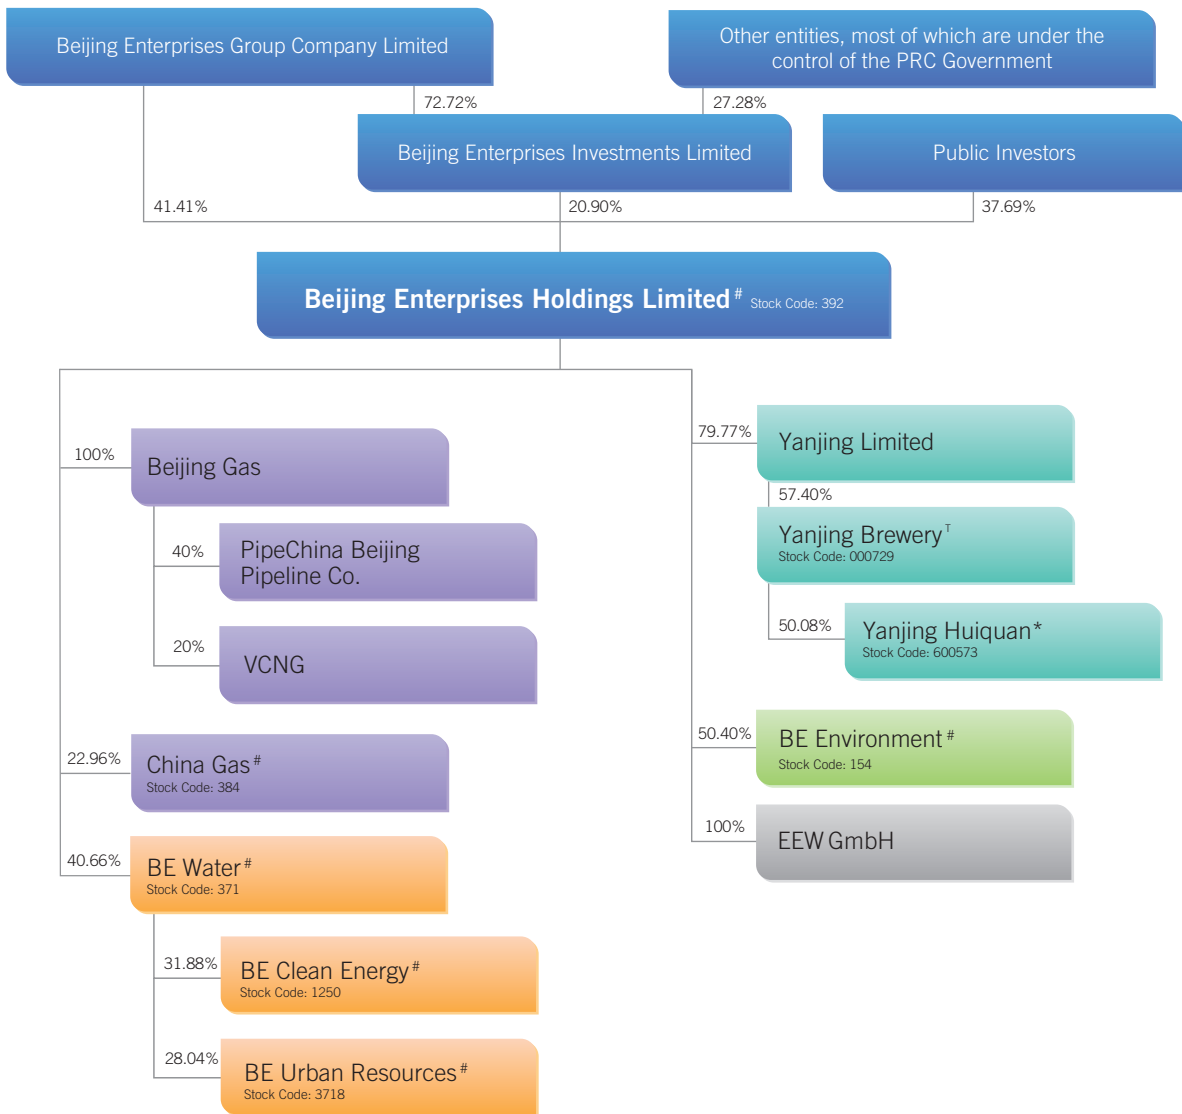 Beijing Enterprises Group Company Limited
Other entities, most of which are under the
control of the PRC Government
72.72%
27.28%
Beijing Enterprises Investments Limited
Public Investors
41.41%
20.90%
37.69%
Beijing Enterprises Holdings Limited# Stock Code: 392
100%
Beijing Gas
40%
PipeChina Beijing
Pipeline Co.
20%
VCNG
22.96%
China Gas#
Stock Code: 384
40.66%
BE Water#
Stock Code: 371
31.88%
BE Clean Energy#
Stock Code: 1250
28.04%
BE Urban Resources#
Stock Code: 3718
79.77%
Yanjing Limited
57.40%
Yanjing BreweryT
Stock Code: 000729
50.08%
Yanjing Huiquan*
Stock Code: 600573
50.40%
BE Environment#
Stock Code: 154
100%
EEW GmbH